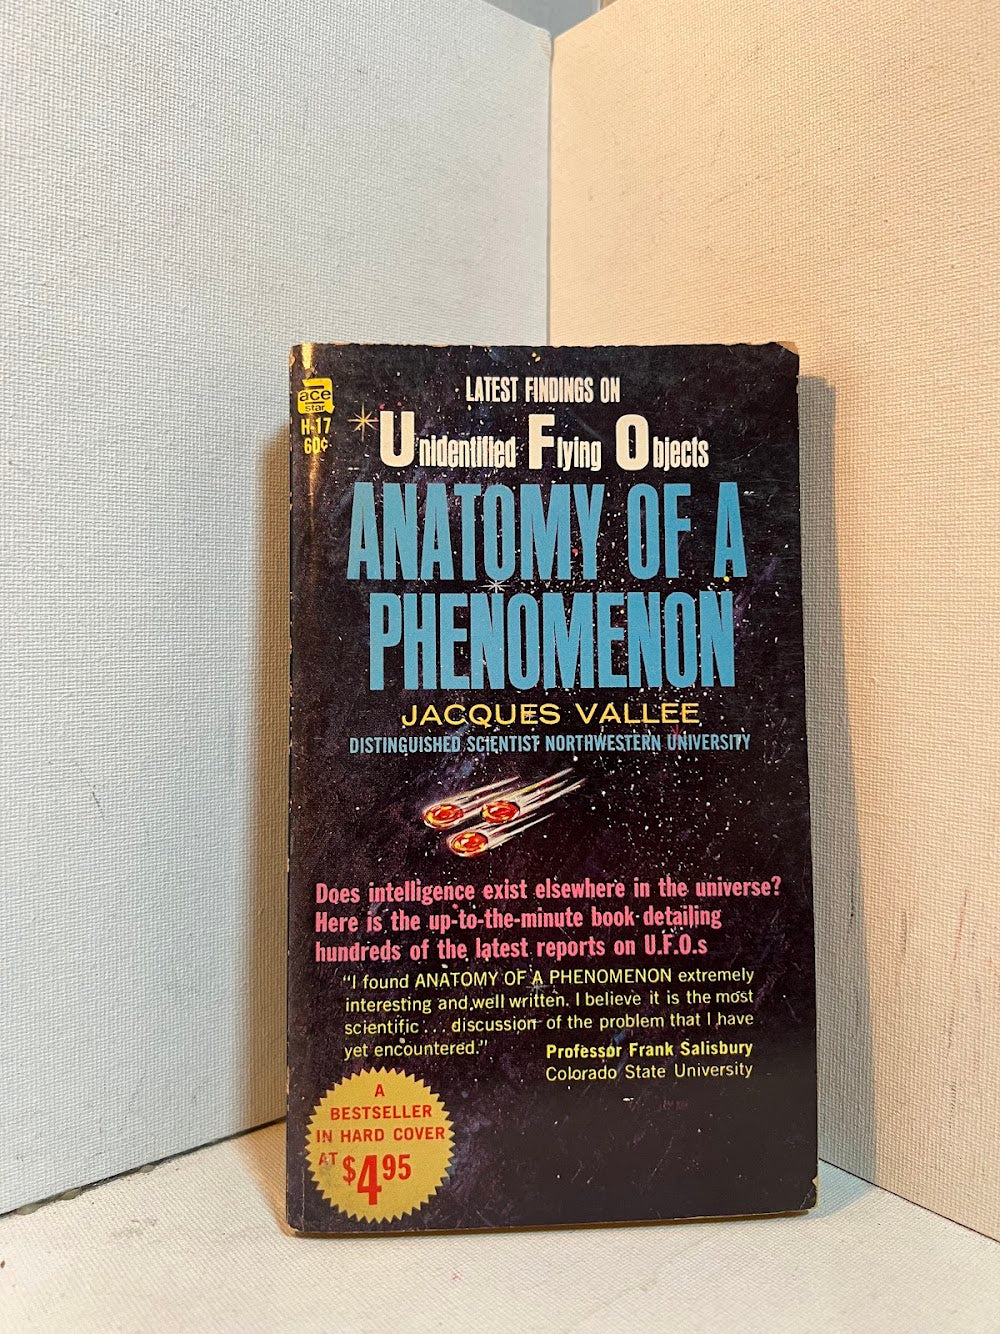 ace
star
H-17
60¢
LATEST FINDINGS ON
Unidentified Flying Objects
ANATOMY OF A
PHENOMENON
JACQUES VALLEE
DISTINGUISHED SCIENTIST NORTHWESTERN UNIVERSITY
Does intelligence exist elsewhere in the universe?
Here is the up-to-the-minute book detailing
hundreds of the latest reports on U.F.O.s
"I found ANATOMY OF A PHENOMENON extremely
interesting and well written. I believe it is the most
scientific . . . discussion of the problem that I have
yet encountered."
Professor Frank Salisbury
Colorado State University
A
BESTSELLER
IN HARD COVER
AT $4.95